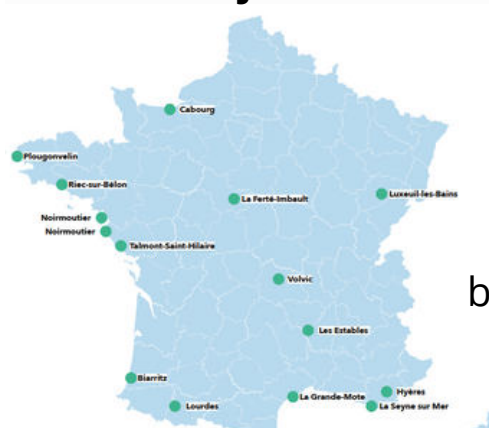 Cabourg
Plougonvelin
Riec-sur-Bélon
Luxeuil-les-Bains
La Ferté-Imbault
Noirmoutier
Noirmoutier
Talmont-Saint-Hilaire
Volvic
b
Les Estables
Biarritz
Hyères
La Grande-Mote
Lourdes
La Seyne sur Mer